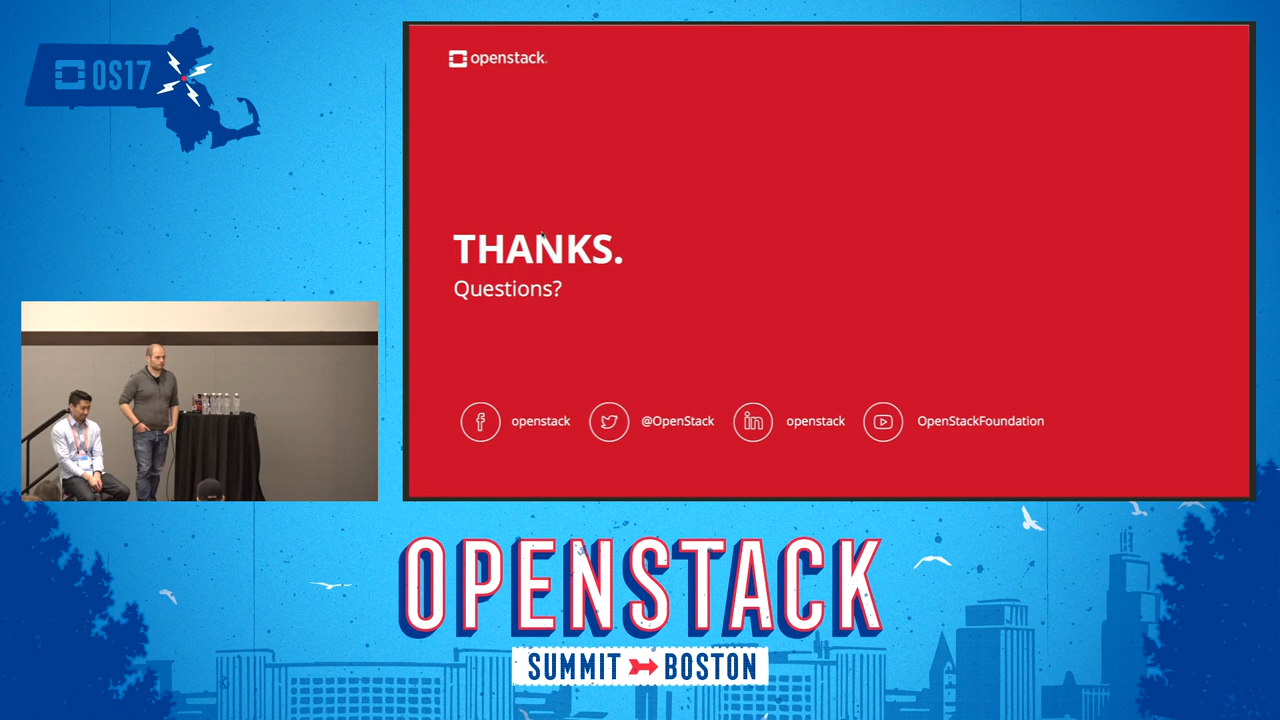 OS17
openstack.
THANKS.
Questions?
openstack
@OpenStack
openstack
OpenStackFoundation
OPENSTACK
SUMMIT BOSTON